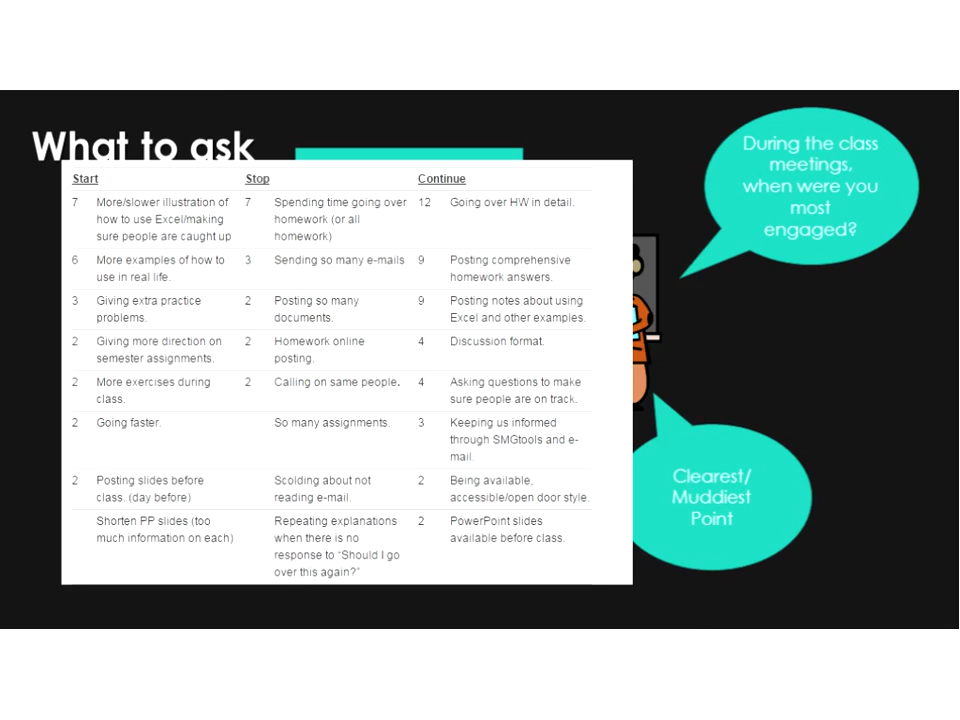 What to ask
Start Stop Continue
7 More/slower illustration of how to use Excel/making sure people are caught up
7 Spending time going over homework (or all homework)
12 Going over HW in detail.
6 More examples of how to use in real life.
3 Sending so many e-mails
9 Posting comprehensive homework answers.
3 Giving extra practice problems.
2 Posting so many documents.
9 Posting notes about using Excel and other examples.
2 Giving more direction on semester assignments.
2 Homework online posting.
4 Discussion format.
2 More exercises during class.
2 Calling on same people.
4 Asking questions to make sure people are on track.
2 Going faster.
So many assignments.
3 Keeping us informed through SMGtools and e-mail.
2 Posting slides before class. (day before)
Scolding about not reading e-mail.
2 Being available, accessible/open door style.
Shorten PP slides (too much information on each)
Repeating explanations when there is no response to "Should I go over this again?"
2 PowerPoint slides available before class.
During the class
meetings,
when were you
most
engaged?
Clearest/
Muddiest
Point